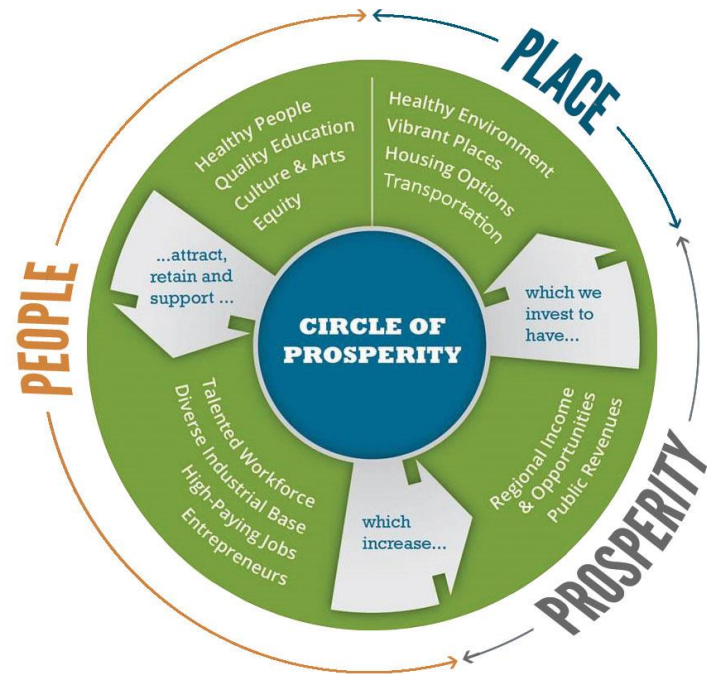 PLACE
PEOPLE
PROSPERITY
CIRCLE OF
PROSPERITY
Healthy People
Quality Education
Culture & Arts
Equity
Healthy Environment
Vibrant Places
Housing Options
Transportation
...attract,
retain and
support ...
Talented Workforce
Diverse Industrial Base
High-Paying Jobs
Entrepreneurs
which
increase...
Regional Income
& Opportunities
Public Revenues
which we
invest to
have...